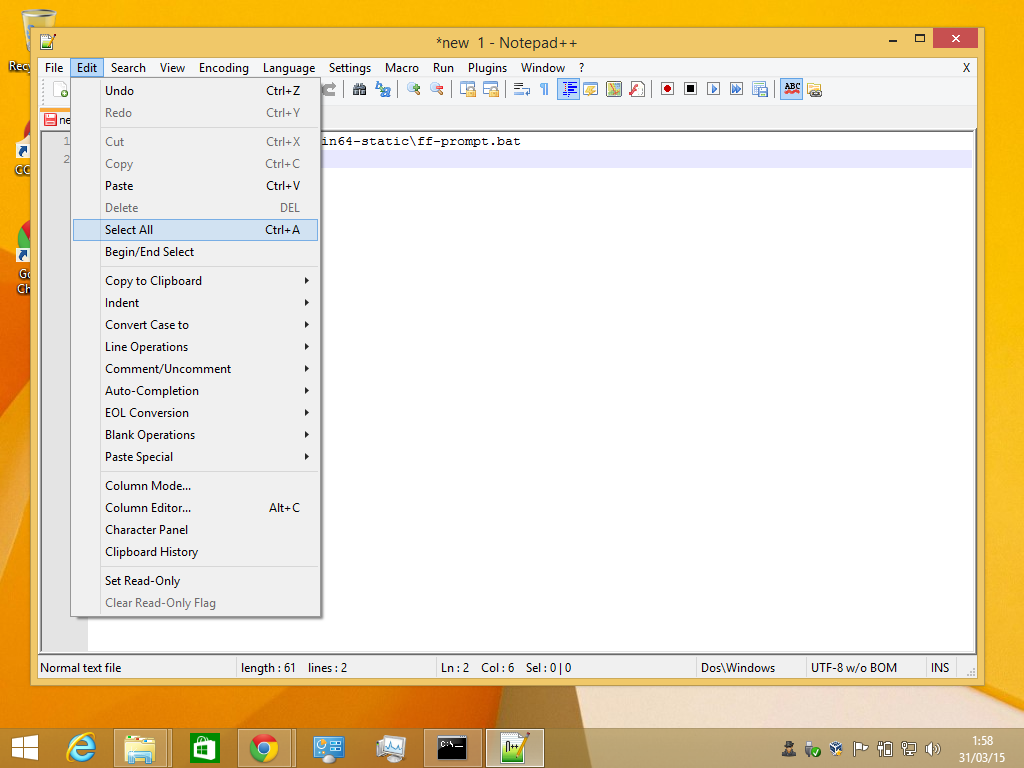 *new 1 - Notepad++
File Edit Search View Encoding Language Settings Macro Run Plugins Window ? X
ABC
ne
1 in64-static\ff-prompt.bat
2
Undo Ctrl+Z
Redo Ctrl+Y
Cut Ctrl+X
Copy Ctrl+C
Paste Ctrl+V
Delete DEL
Select All Ctrl+A
Begin/End Select
Copy to Clipboard
Indent
Convert Case to
Line Operations
Comment/Uncomment
Auto-Completion
EOL Conversion
Blank Operations
Paste Special
Column Mode...
Column Editor... Alt+C
Character Panel
Clipboard History
Set Read-Only
Clear Read-Only Flag
Normal text file length : 61 lines : 2 Ln : 2 Col : 6 Sel : 0 | 0 Dos\Windows UTF-8 w/o BOM INS
Recy
CC
Go
Ch
C:\
1:58
31/03/15